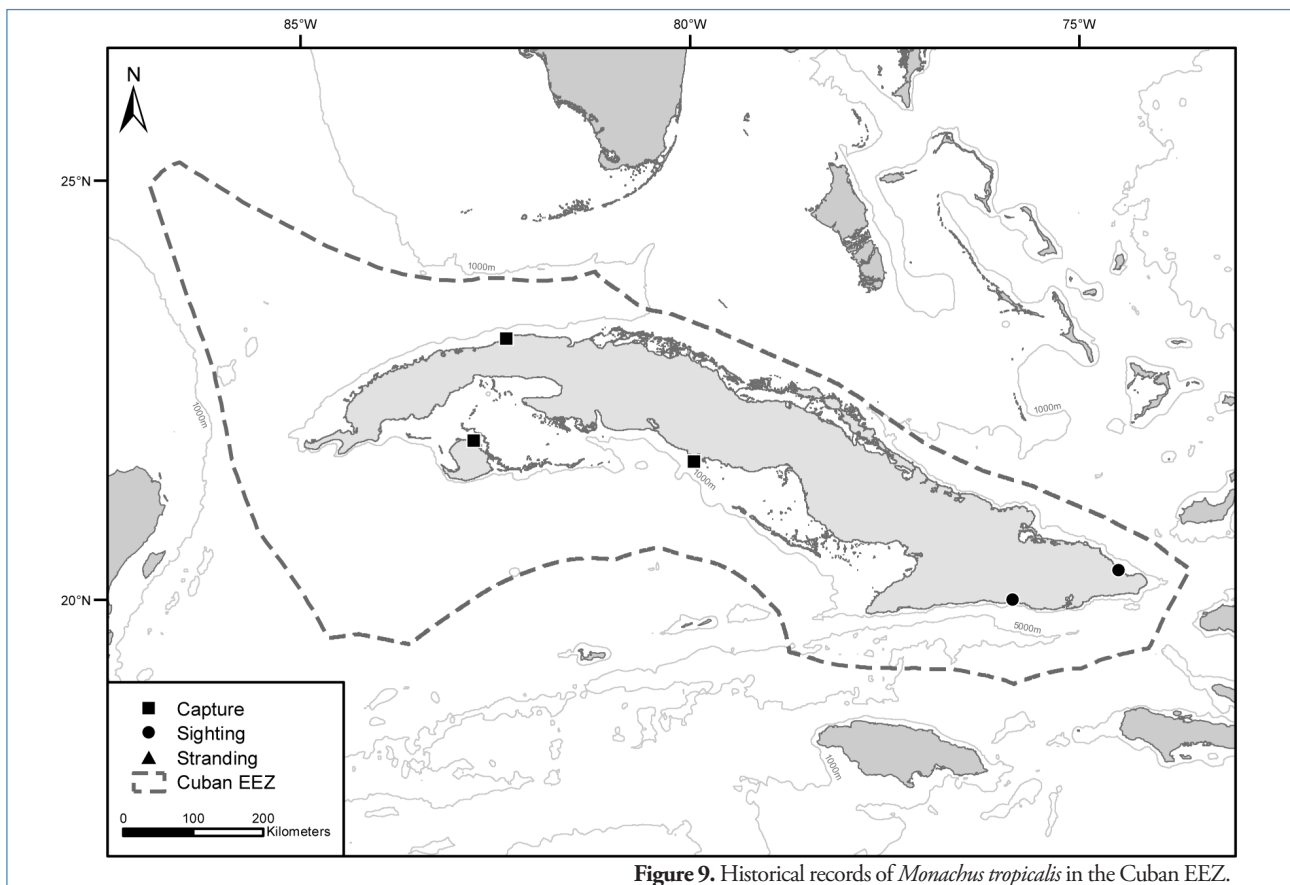 85°W
80°W
75°W
N
25°N
1000m
1000m
1000m
1000m
20°N
5000m
1000m
Capture
Sighting
Stranding
Cuban EEZ
0 100 200
Kilometers
Figure 9. Historical records of Monachus tropicalis in the Cuban EEZ.